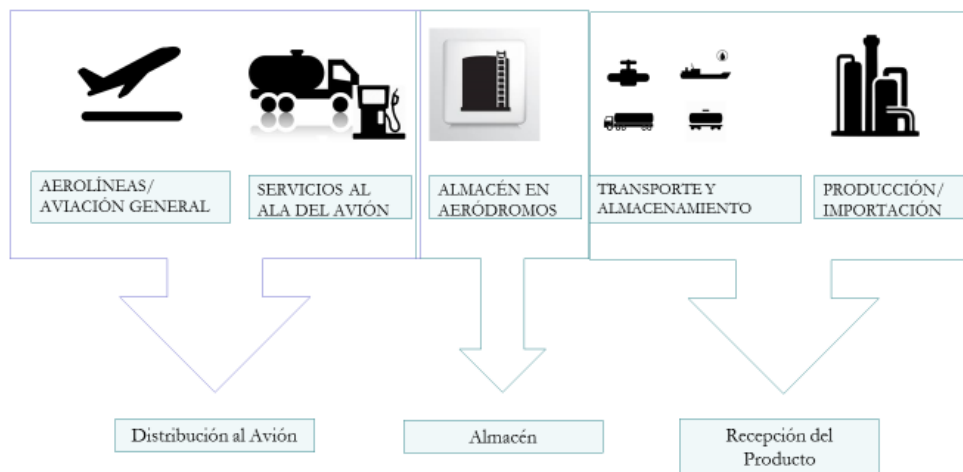 AEROLÍNEAS/
AVIACIÓN GENERAL
SERVICIOS AL
ALA DEL AVIÓN
ALMACÉN EN
AERÓDROMOS
TRANSPORTE Y
ALMACENAMIENTO
PRODUCCIÓN/
IMPORTACIÓN
Distribución al Avión
Almacén
Recepción del
Producto